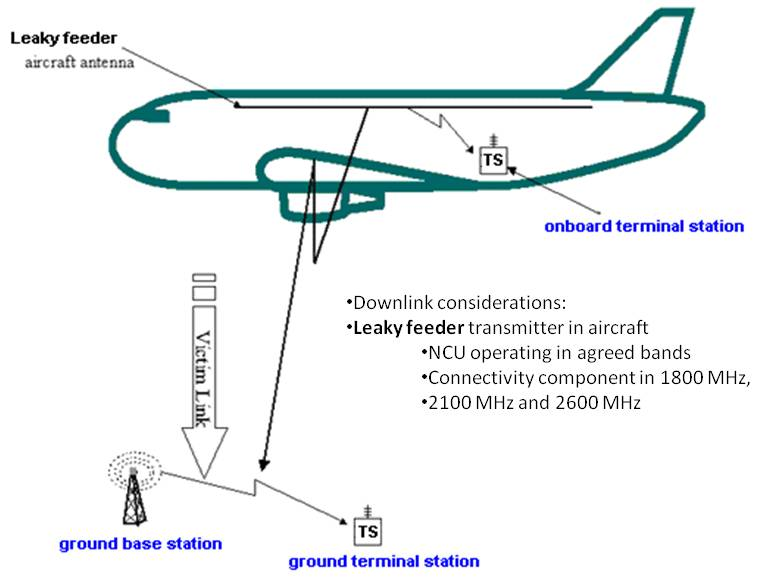 Leaky feeder
aircraft antenna
TS
onboard terminal station
•Downlink considerations:
•Leaky feeder transmitter in aircraft
•NCU operating in agreed bands
•Connectivity component in 1800 MHz,
•2100 MHz and 2600 MHz
Victim Link
ground base station
TS
ground terminal station